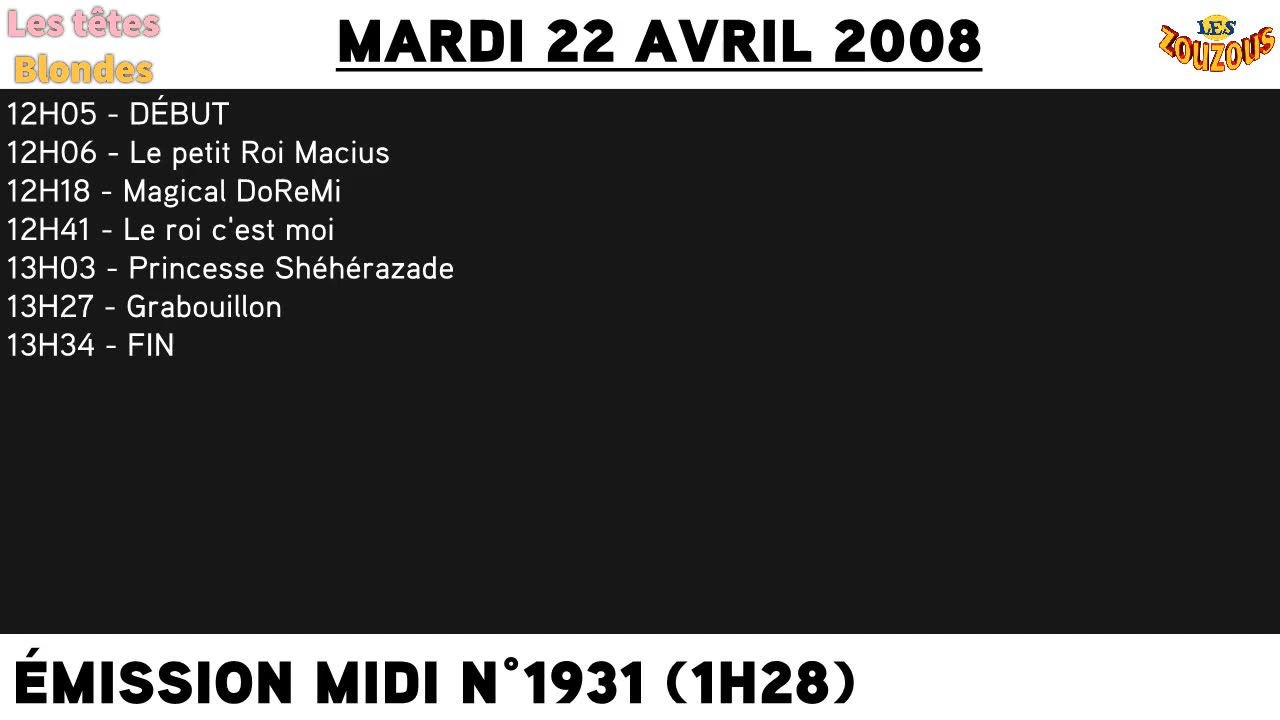 Les têtes
Blondes
MARDI 22 AVRIL 2008
LES
ZOUZOUS
12H05 - DÉBUT
12H06 - Le petit Roi Macius
12H18 - Magical DoReMi
12H41 - Le roi c'est moi
13H03 - Princesse Shéhérazade
13H27 - Grabouillon
13H34 - FIN
ÉMISSION MIDI N°1931 (1H28)